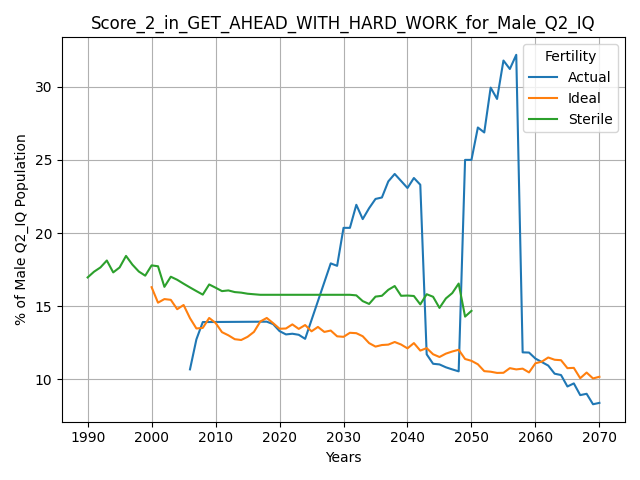 Score_2_in_GET_AHEAD_WITH_HARD_WORK_for_Male_Q2_IQ
Fertility
Actual
Ideal
Sterile
% of Male Q2_IQ Population
30
25
20
15
10
1990 2000 2010 2020 2030 2040 2050 2060 2070
Years